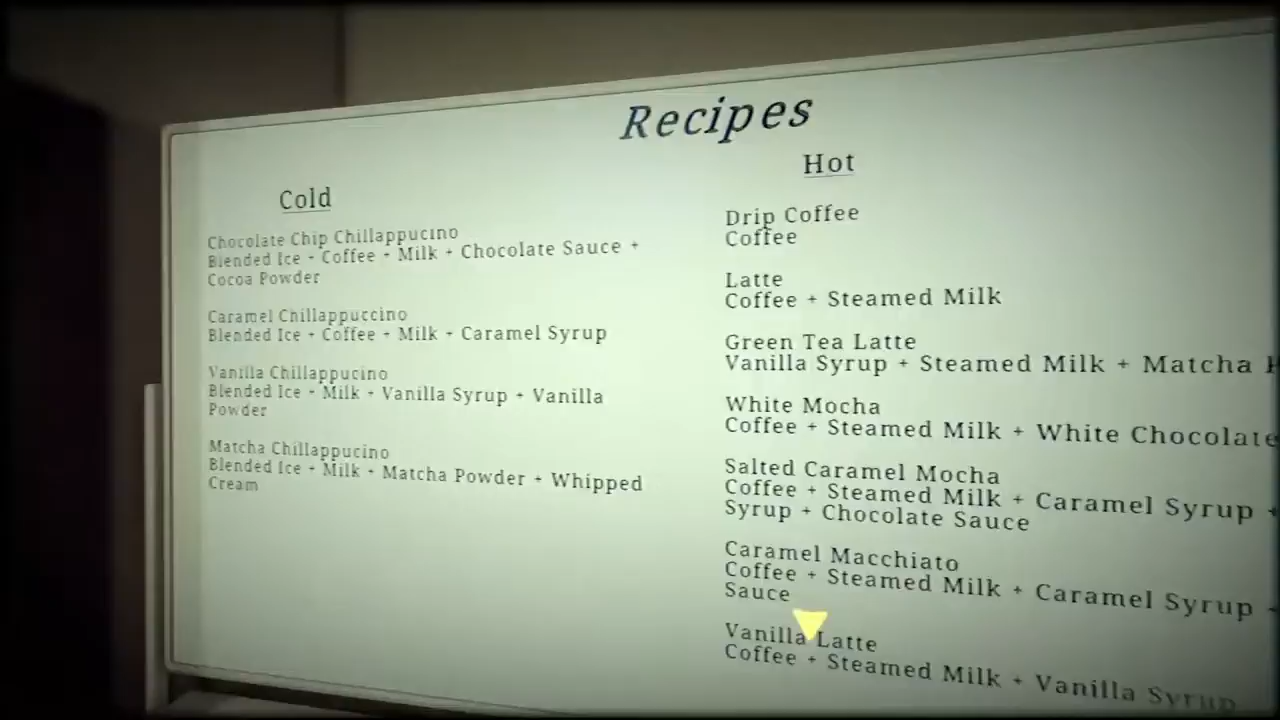 Recipes
Cold
Chocolate Chip Chillappucino
Blended Ice + Coffee + Milk + Chocolate Sauce +
Cocoa Powder
Caramel Chillappuccino
Blended Ice + Coffee + Milk + Caramel Syrup
Vanilla Chillappucino
Blended Ice + Milk + Vanilla Syrup + Vanilla
Powder
Matcha Chillappucino
Blended Ice + Milk + Matcha Powder + Whipped
Cream
Hot
Drip Coffee
Coffee
Latte
Coffee + Steamed Milk
Green Tea Latte
Vanilla Syrup + Steamed Milk + Matcha
White Mocha
Coffee + Steamed Milk + White Chocolate
Salted Caramel Mocha
Coffee + Steamed Milk + Caramel Syrup +
Syrup + Chocolate Sauce
Caramel Macchiato
Coffee + Steamed Milk + Caramel Syrup +
Sauce
Vanilla Latte
Coffee + Steamed Milk + Vanilla Syrup